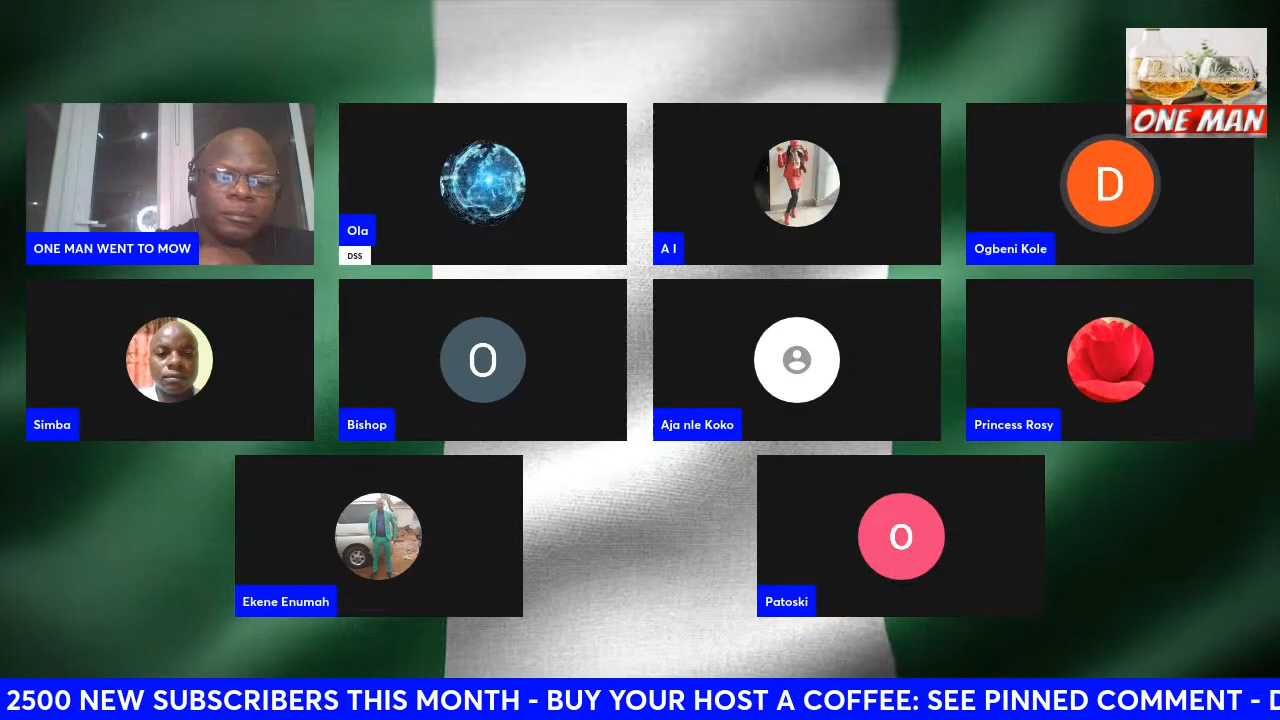 ONE MAN
ONE MAN WENT TO MOW
Ola
DSS
A I
D
Ogbeni Kole
Simba
O
Bishop
Aja nle Koko
Princess Rosy
Ekene Enumah
O
Patoski
2500 NEW SUBSCRIBERS THIS MONTH - BUY YOUR HOST A COFFEE: SEE PINNED COMMENT - D